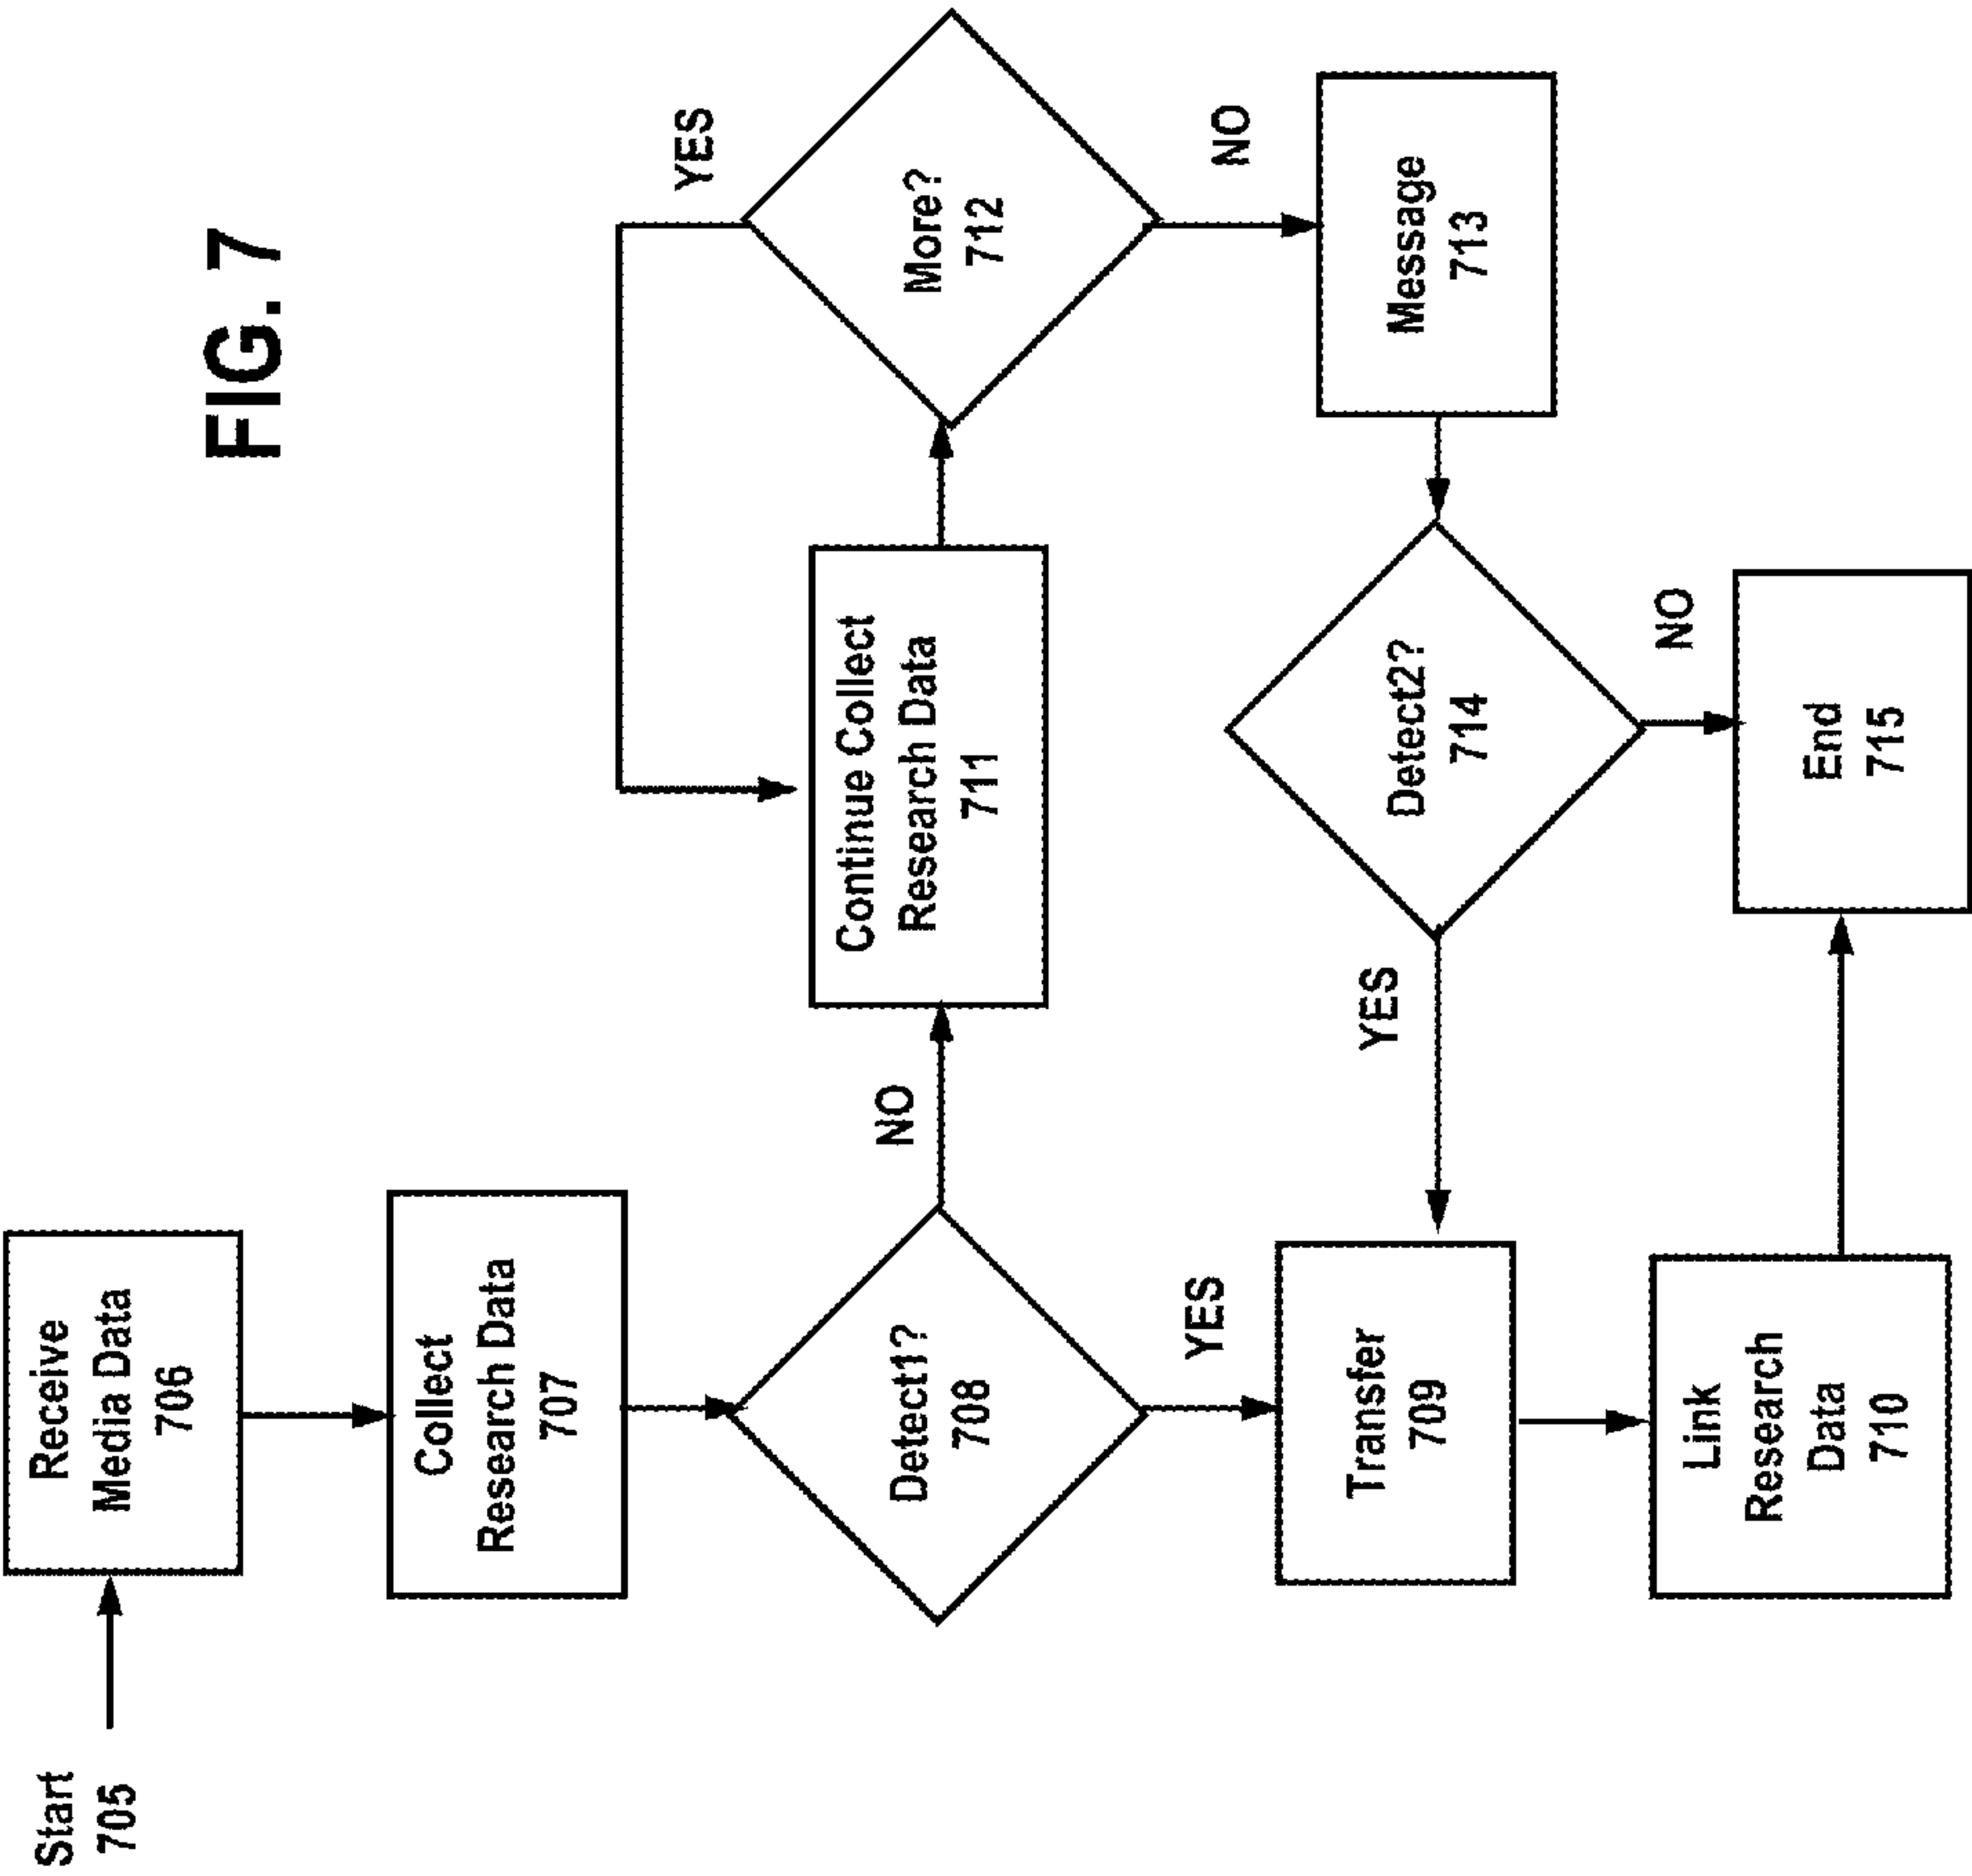 FIG. 7
Start
705
Receive
Media Data
706
Collect
Research Data
707
Detect1?
708
NO
YES
Continue Collect
Research Data
711
More?
712
YES
NO
Message
713
Detect2?
714
YES
NO
Transfer
709
Link
Research
Data
710
End
715